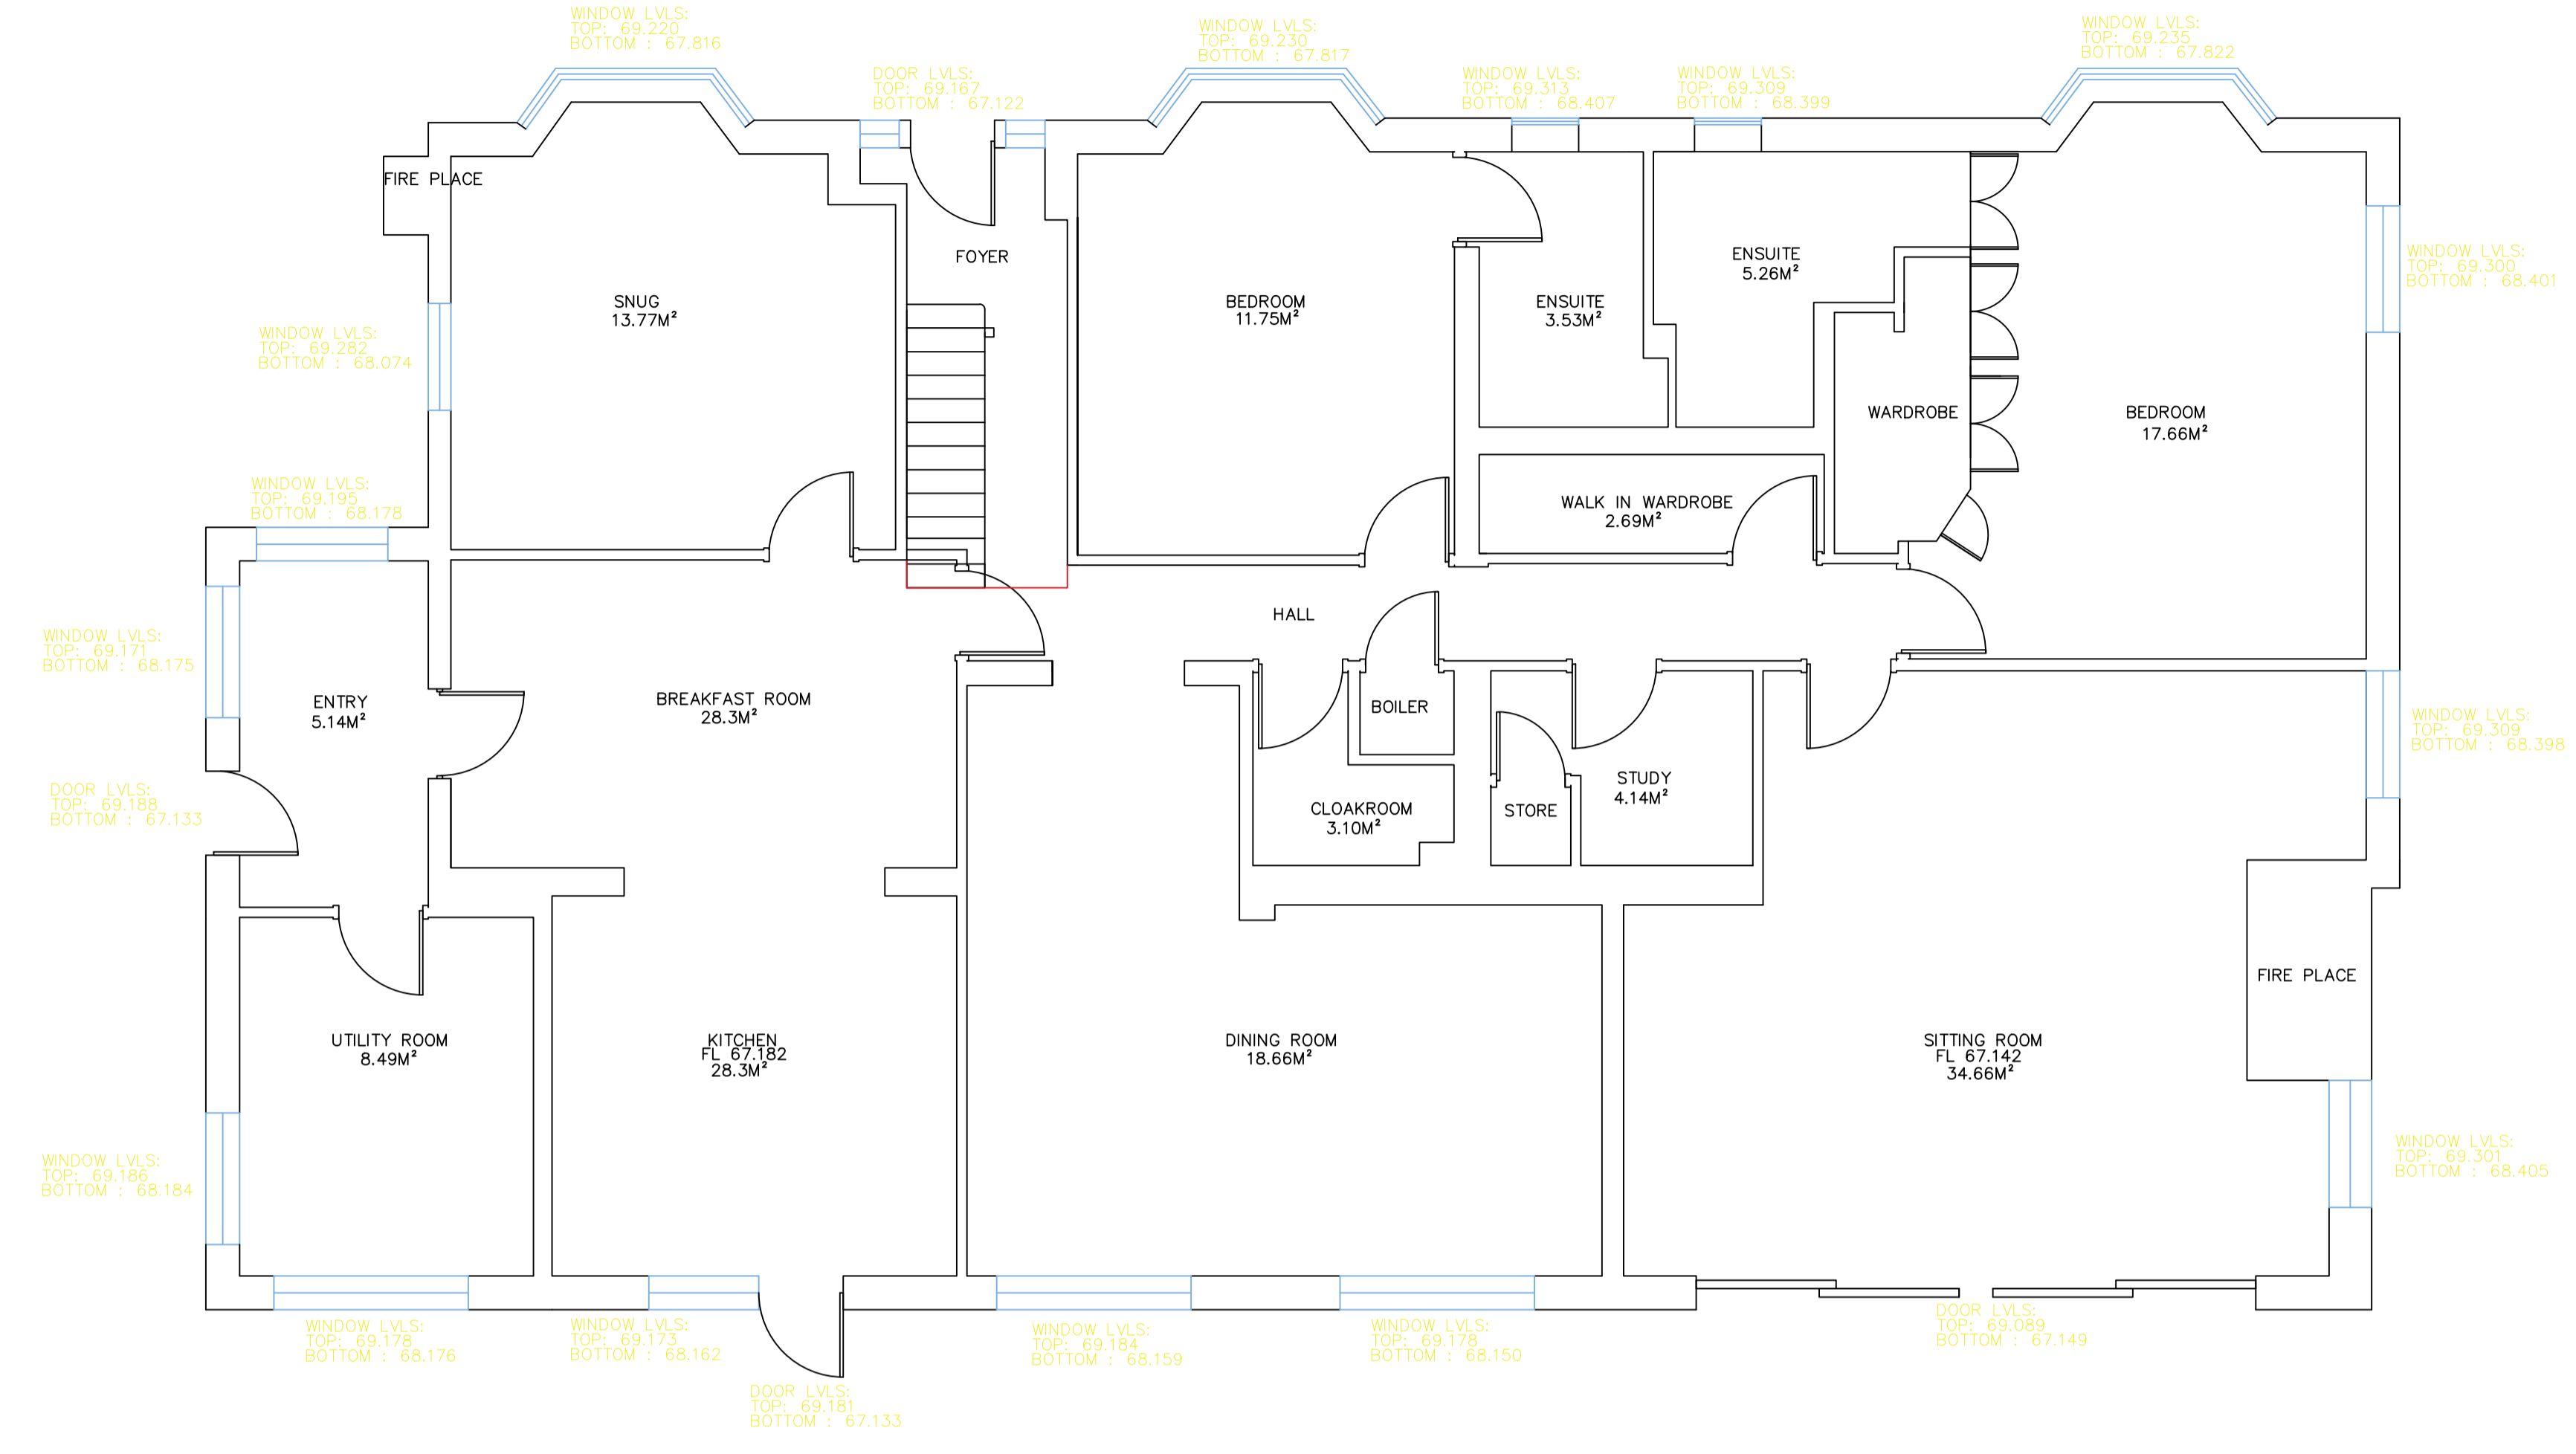 WINDOW LVLS:
TOP: 69.220
BOTTOM : 67.816
WINDOW LVLS:
TOP: 69.230
BOTTOM : 67.817
WINDOW LVLS:
TOP: 69.235
BOTTOM : 67.822
DOOR LVLS:
TOP: 69.167
BOTTOM : 67.122
WINDOW LVLS:
TOP: 69.313
BOTTOM : 68.407
WINDOW LVLS:
TOP: 69.309
BOTTOM : 68.399
FIRE PLACE
FOYER
ENSUITE
5.26M²
WINDOW LVLS:
TOP: 69.300
BOTTOM : 68.401
SNUG
13.77M²
BEDROOM
11.75M²
ENSUITE
3.53M²
WINDOW LVLS:
TOP: 69.282
BOTTOM : 68.074
WARDROBE
BEDROOM
17.66M²
WINDOW LVLS:
TOP: 69.195
BOTTOM : 68.178
WALK IN WARDROBE
2.69M²
HALL
WINDOW LVLS:
TOP: 69.171
BOTTOM : 68.175
ENTRY
5.14M²
BREAKFAST ROOM
28.3M²
BOILER
WINDOW LVLS:
TOP: 69.309
BOTTOM : 68.398
DOOR LVLS:
TOP: 69.188
BOTTOM : 67.133
CLOAKROOM
3.10M²
STORE
STUDY
4.14M²
FIRE PLACE
UTILITY ROOM
8.49M²
KITCHEN
FL 67.182
28.3M²
DINING ROOM
18.66M²
SITTING ROOM
FL 67.142
34.66M²
WINDOW LVLS:
TOP: 69.186
BOTTOM : 68.184
WINDOW LVLS:
TOP: 69.301
BOTTOM : 68.405
WINDOW LVLS:
TOP: 69.178
BOTTOM : 68.176
WINDOW LVLS:
TOP: 69.173
BOTTOM : 68.162
WINDOW LVLS:
TOP: 69.184
BOTTOM : 68.159
WINDOW LVLS:
TOP: 69.178
BOTTOM : 68.150
DOOR LVLS:
TOP: 69.089
BOTTOM : 67.149
DOOR LVLS:
TOP: 69.181
BOTTOM : 67.133